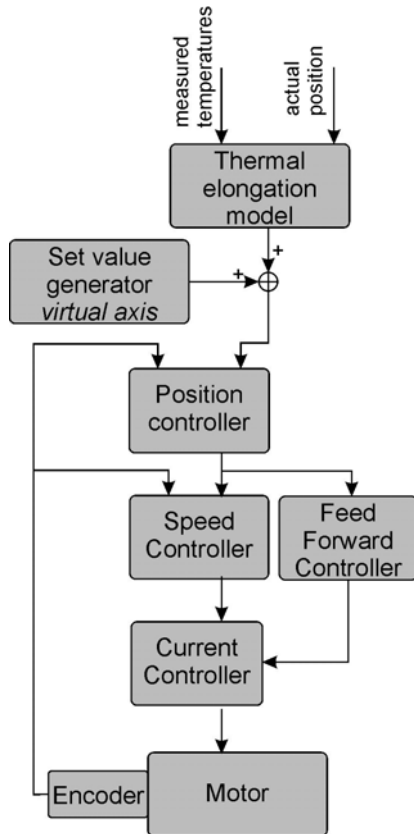 measured
temperatures
actual
position
Thermal
elongation
model
+
Set value
generator
virtual axis
+
Position
controller
Speed
Controller
Feed
Forward
Controller
Current
Controller
Encoder
Motor